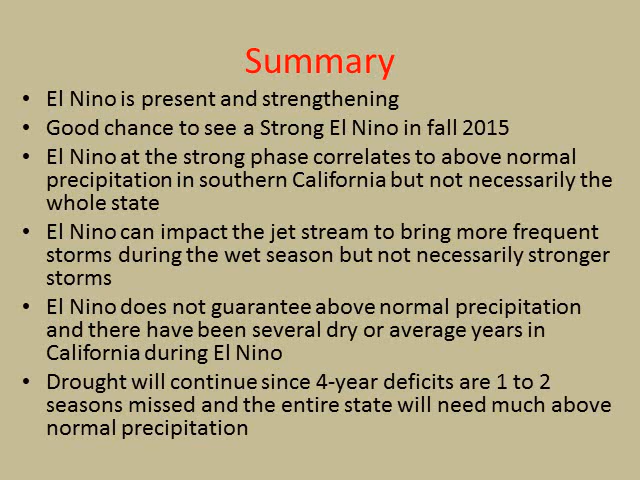 Summary
• El Nino is present and strengthening
• Good chance to see a Strong El Nino in fall 2015
• El Nino at the strong phase correlates to above normal
precipitation in southern California but not necessarily the
whole state
• El Nino can impact the jet stream to bring more frequent
storms during the wet season but not necessarily stronger
storms
• El Nino does not guarantee above normal precipitation
and there have been several dry or average years in
California during El Nino
• Drought will continue since 4-year deficits are 1 to 2
seasons missed and the entire state will need much above
normal precipitation